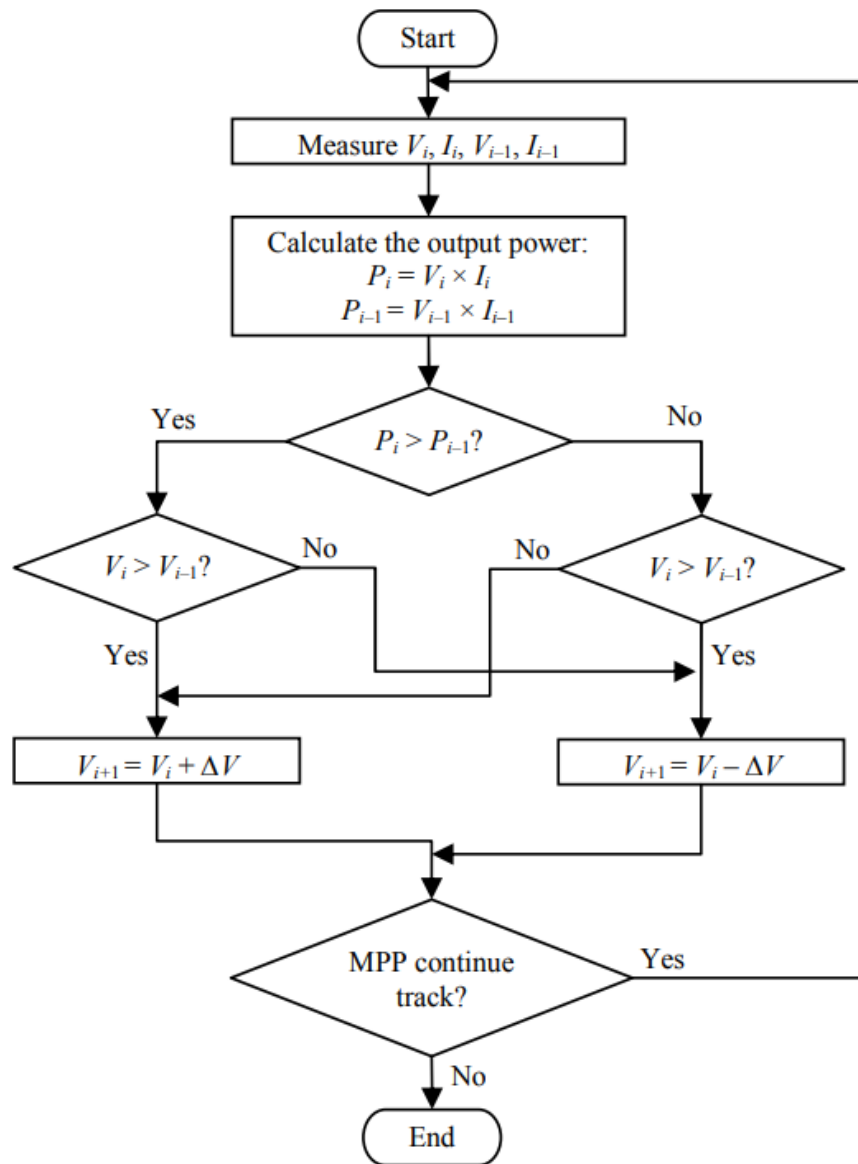 Start
Measure Vᵢ, Iᵢ, Vᵢ₋₁, Iᵢ₋₁
Calculate the output power:
Pᵢ = Vᵢ × Iᵢ
Pᵢ₋₁ = Vᵢ₋₁ × Iᵢ₋₁
Yes
No
Pᵢ > Pᵢ₋₁?
No
No
Vᵢ > Vᵢ₋₁?
Vᵢ > Vᵢ₋₁?
Yes
Yes
Vᵢ₊₁ = Vᵢ + ΔV
Vᵢ₊₁ = Vᵢ – ΔV
MPP continue
track?
Yes
No
End